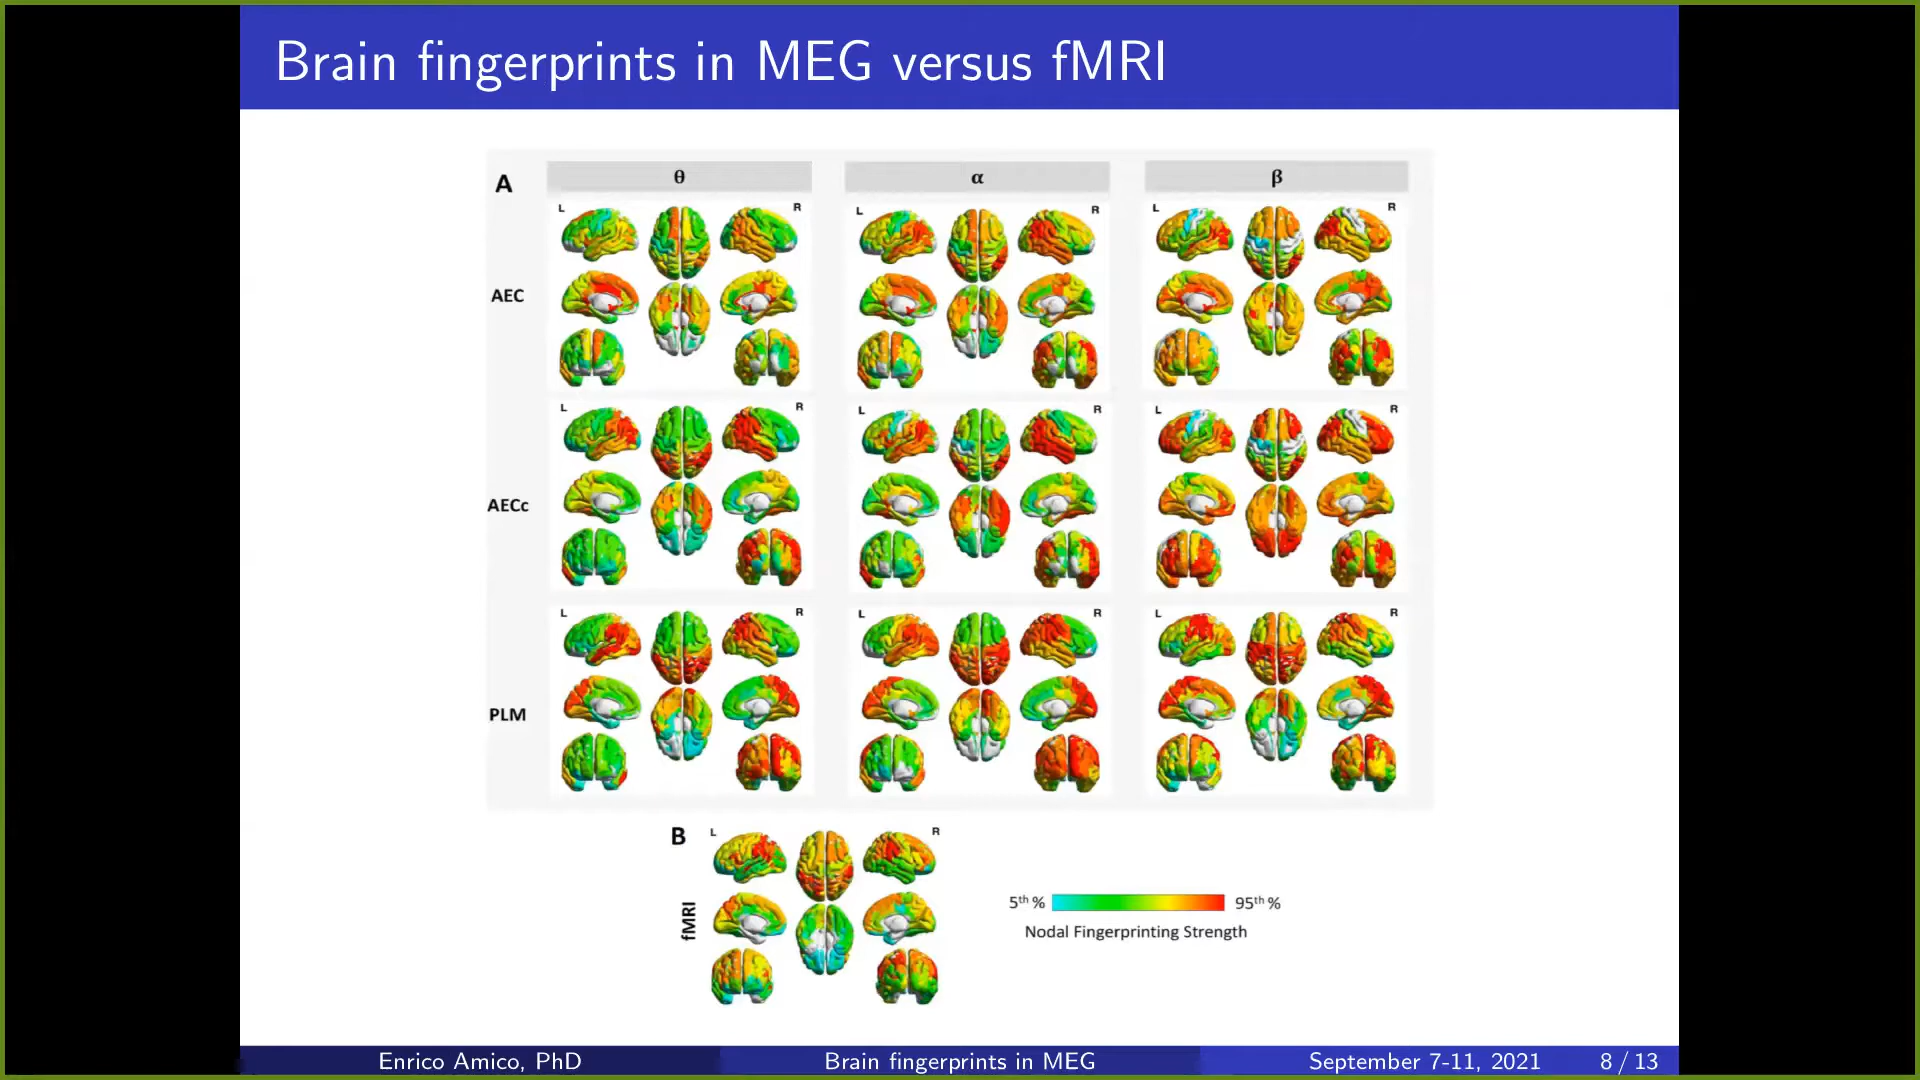 Brain fingerprints in MEG versus fMRI
A
θ
α
β
L R
L R
L R
AEC
L R
L R
L R
AECc
L R
L R
L R
PLM
B
L R
fMRI
5th % 95th %
Nodal Fingerprinting Strength
Enrico Amico, PhD
Brain fingerprints in MEG
September 7-11, 2021
8 / 13